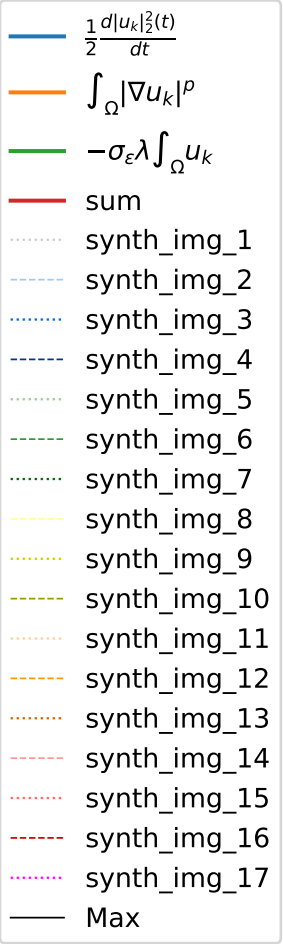 $\frac{1}{2}\frac{d|u_k|_2^2(t)}{dt}$
$\int_\Omega |\nabla u_k|^p$
$-\sigma_\varepsilon \lambda \int_\Omega u_k$
sum
synth_img_1
synth_img_2
synth_img_3
synth_img_4
synth_img_5
synth_img_6
synth_img_7
synth_img_8
synth_img_9
synth_img_10
synth_img_11
synth_img_12
synth_img_13
synth_img_14
synth_img_15
synth_img_16
synth_img_17
Max